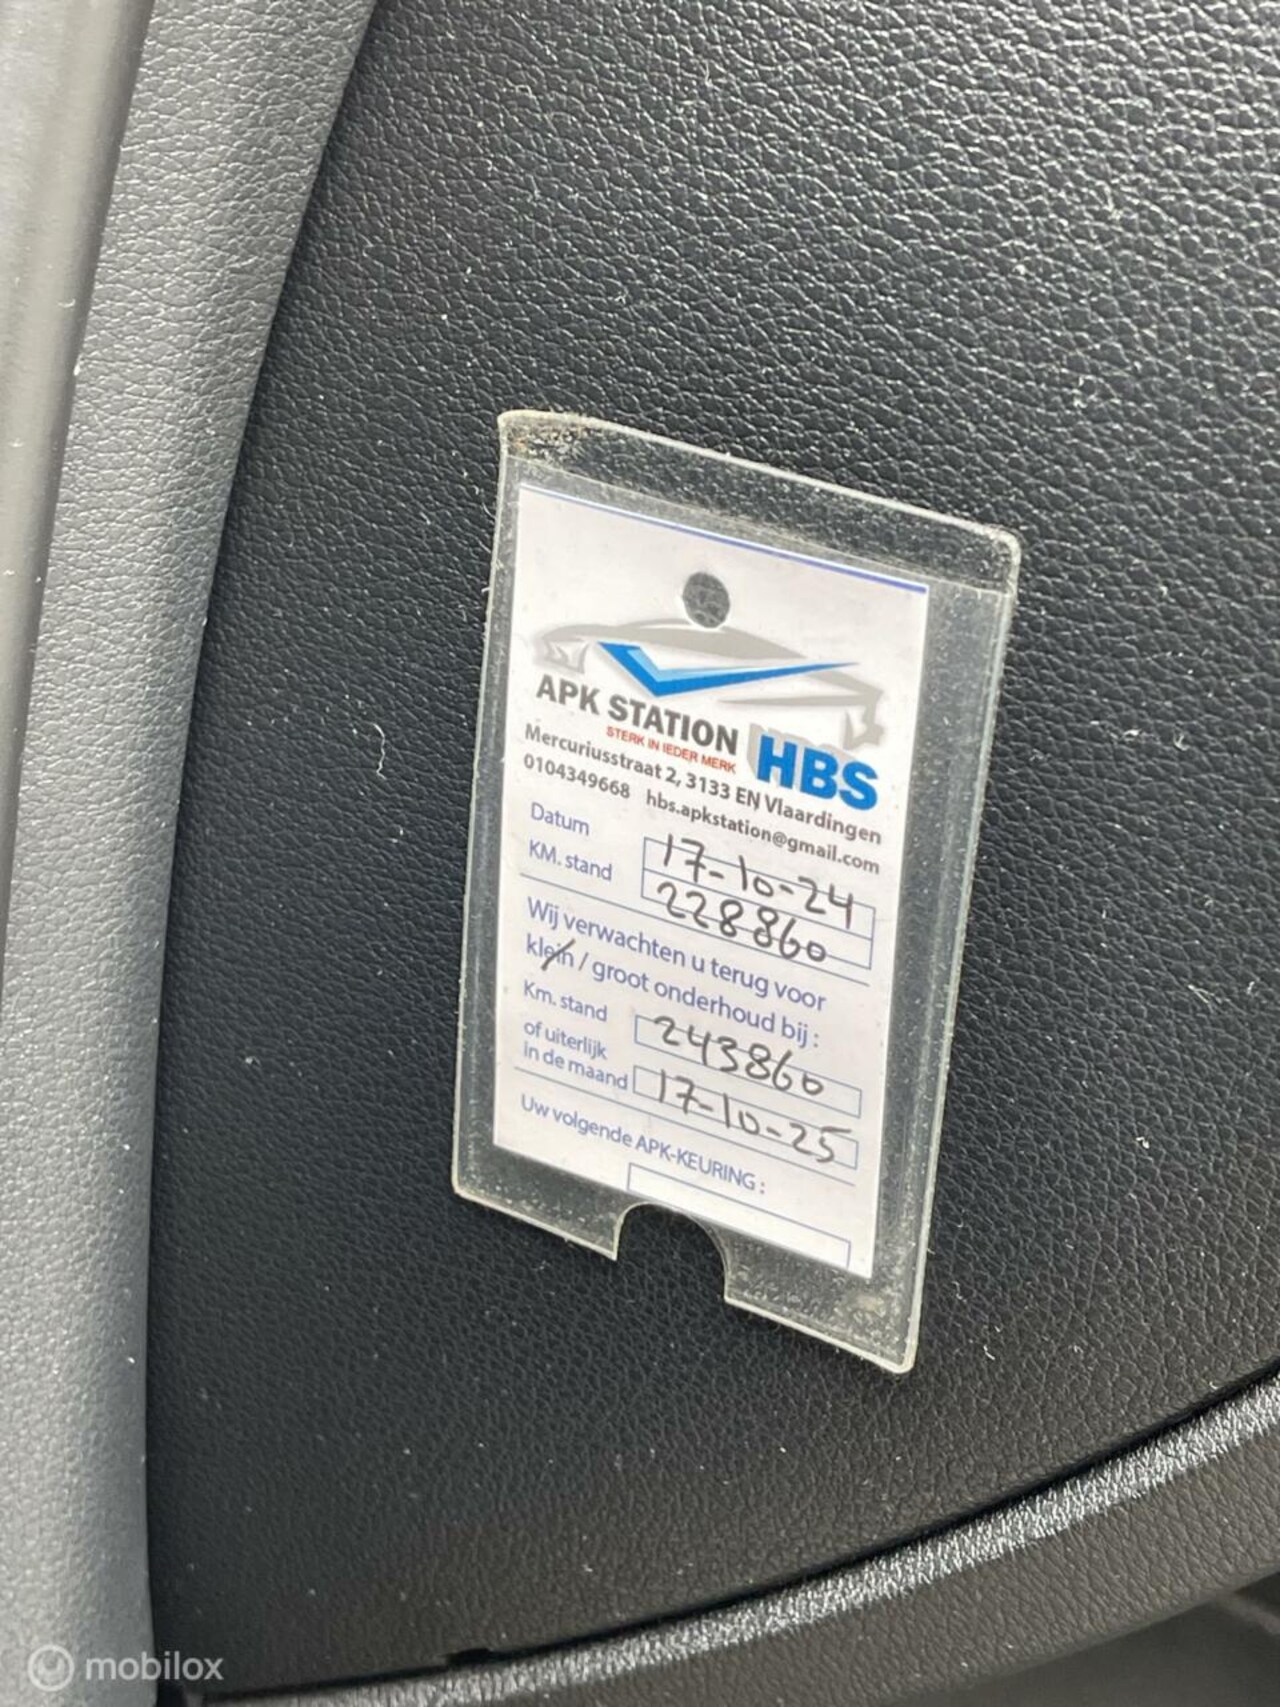 APK STATION HBS
STERK IN IEDER MERK
Mercuriusstraat 2, 3133 EN Vlaardingen
0104349668 hbs.apkstation@gmail.com
Datum 17-10-24
KM. stand 228860
Wij verwachten u terug voor
klein / groot onderhoud bij :
Km. stand 243860
of uiterlijk
in de maand 17-10-25
Uw volgende APK-KEURING :
mobilox